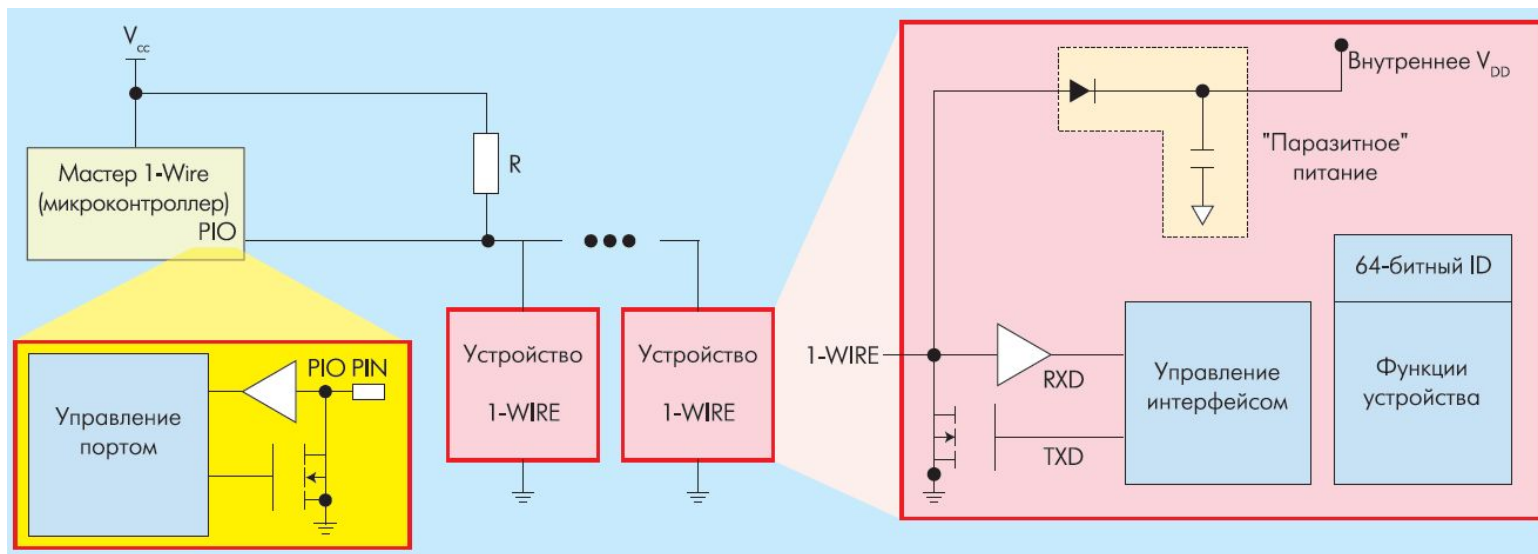 Vcc
Мастер 1-Wire
(микроконтроллер)
PIO
R
Устройство
1-WIRE
Устройство
1-WIRE
Управление
портом
PIO PIN
Внутреннее VDD
"Паразитное"
питание
64-битный ID
Функции
устройства
1-WIRE
RXD
TXD
Управление
интерфейсом